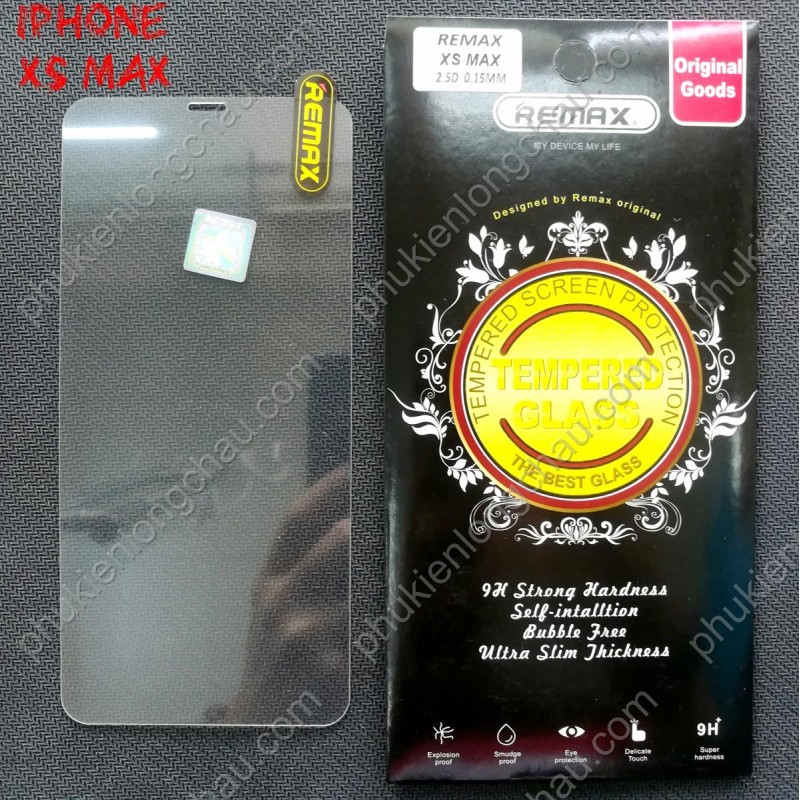 IPHONE
XS MAX
REMAX
REMAX
XS MAX
2.5D 0.15MM
Original
Goods
REMAX
MY DEVICE MY LIFE
Designed by Remax original
TEMPERED SCREEN PROTECTION
TEMPERED
GLASS
THE BEST GLASS
9H Strong Hardness
Self-intalltion
Bubble Free
Ultra Slim Thickness
Explosion
proof
Smudge
proof
Eye
protection
Delicate
Touch
9H+
Super
hardness
phukienlongchau.com